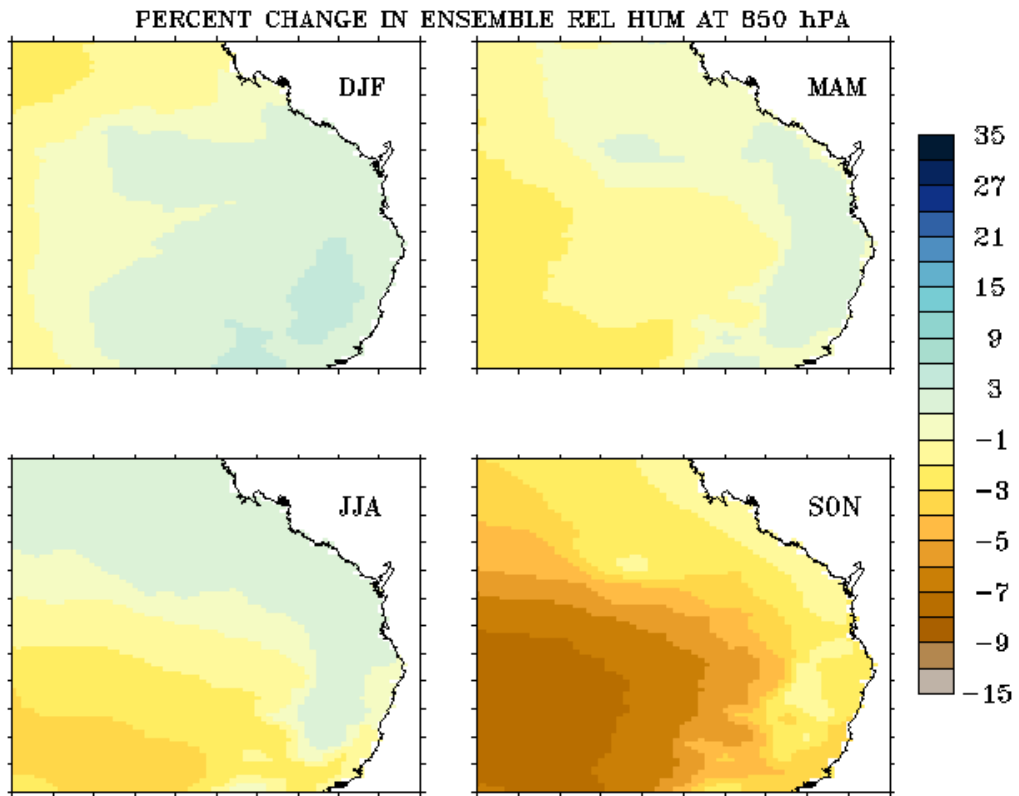 PERCENT CHANGE IN ENSEMBLE REL HUM AT 850 hPa
DJF
MAM
JJA
SON
35
27
21
15
9
3
−1
−3
−5
−7
−9
−15